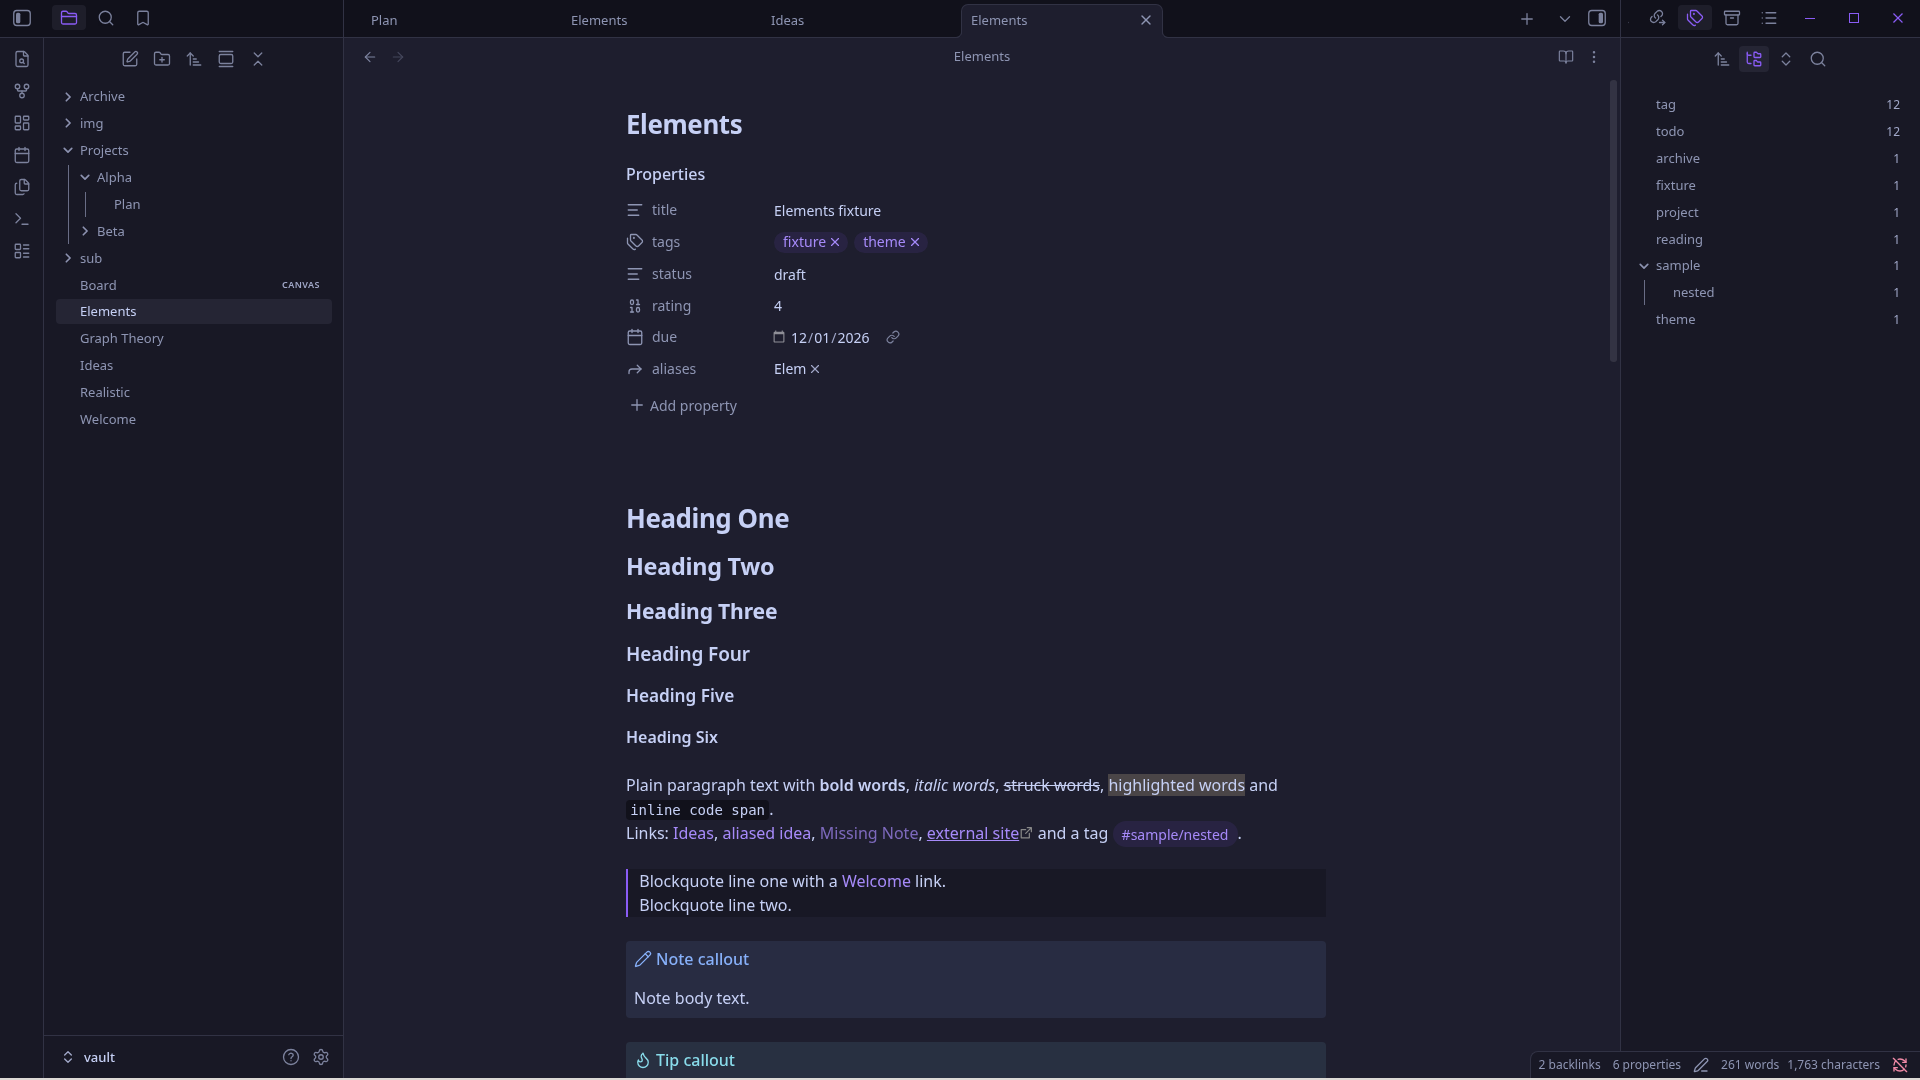 Plan
Elements
Ideas
Elements
Archive
img
Projects
Alpha
Plan
Beta
sub
Board CANVAS
Elements
Graph Theory
Ideas
Realistic
Welcome
vault
Elements
Elements
Properties
title Elements fixture
tags fixture theme
status draft
rating 4
due 12/01/2026
aliases Elem
Add property
Heading One
Heading Two
Heading Three
Heading Four
Heading Five
Heading Six
Plain paragraph text with bold words, italic words, struck words, highlighted words and
inline code span.
Links: Ideas, aliased idea, Missing Note, external site and a tag #sample/nested.
Blockquote line one with a Welcome link.
Blockquote line two.
Note callout
Note body text.
Tip callout
tag 12
todo 12
archive 1
fixture 1
project 1
reading 1
sample 1
nested 1
theme 1
2 backlinks 6 properties 261 words 1,763 characters